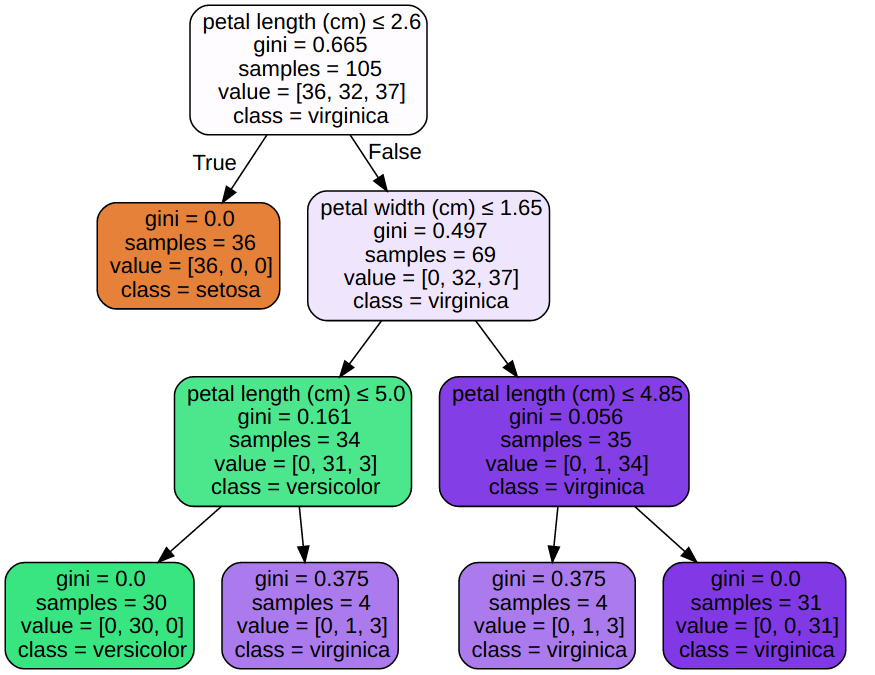 petal length (cm) ≤ 2.6
gini = 0.665
samples = 105
value = [36, 32, 37]
class = virginica
True
False
gini = 0.0
samples = 36
value = [36, 0, 0]
class = setosa
petal width (cm) ≤ 1.65
gini = 0.497
samples = 69
value = [0, 32, 37]
class = virginica
petal length (cm) ≤ 5.0
gini = 0.161
samples = 34
value = [0, 31, 3]
class = versicolor
petal length (cm) ≤ 4.85
gini = 0.056
samples = 35
value = [0, 1, 34]
class = virginica
gini = 0.0
samples = 30
value = [0, 30, 0]
class = versicolor
gini = 0.375
samples = 4
value = [0, 1, 3]
class = virginica
gini = 0.375
samples = 4
value = [0, 1, 3]
class = virginica
gini = 0.0
samples = 31
value = [0, 0, 31]
class = virginica